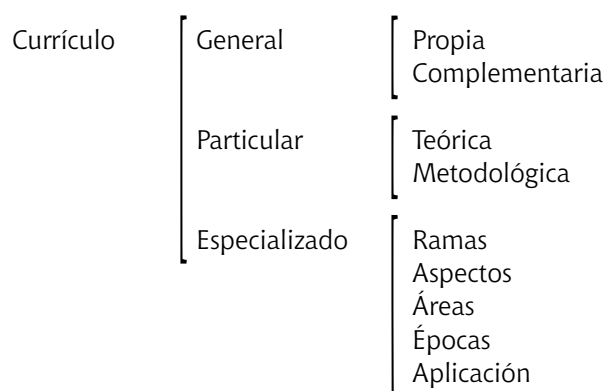 Currículo General Propia
Complementaria
Particular Teórica
Metodológica
Especializado Ramas
Aspectos
Áreas
Épocas
Aplicación